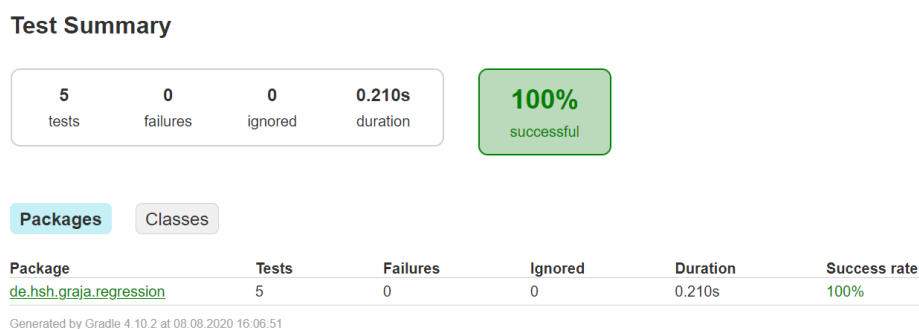 Test Summary
5 0 0 0.210s 100%
tests failures ignored duration successful
Packages Classes
Package Tests Failures Ignored Duration Success rate
de.hsh.graja.regression 5 0 0 0.210s 100%
Generated by Gradle 4.10.2 at 08.08.2020 16:06:51